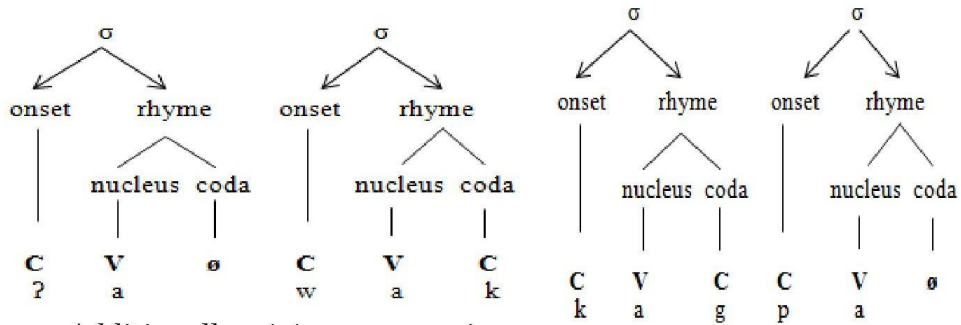 σ σ σ σ
onset rhyme onset rhyme onset rhyme onset rhyme
nucleus coda nucleus coda nucleus coda nucleus coda
C V ø C V C C V C C V ø
ʔ a w a k k a g p a